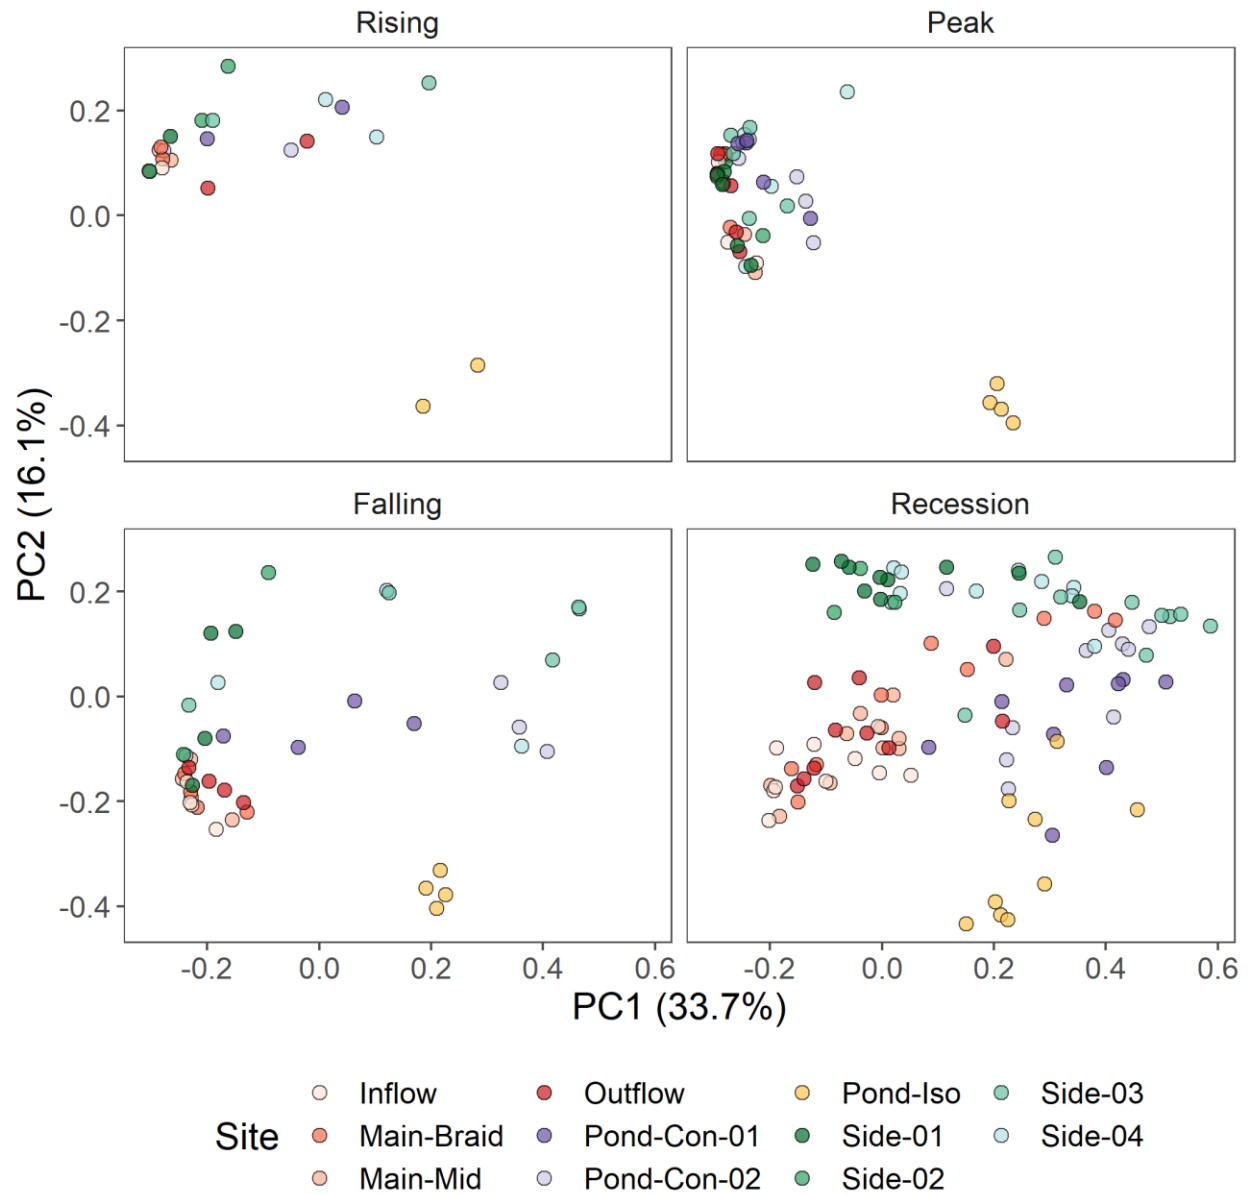 Rising
Peak
0.2
0.0
-0.2
-0.4
PC2 (16.1%)
Falling
Recession
0.2
0.0
-0.2
-0.4
-0.2 0.0 0.2 0.4 0.6
-0.2 0.0 0.2 0.4 0.6
PC1 (33.7%)
Site
Inflow Outflow Pond-Iso Side-03
Main-Braid Pond-Con-01 Side-01 Side-04
Main-Mid Pond-Con-02 Side-02